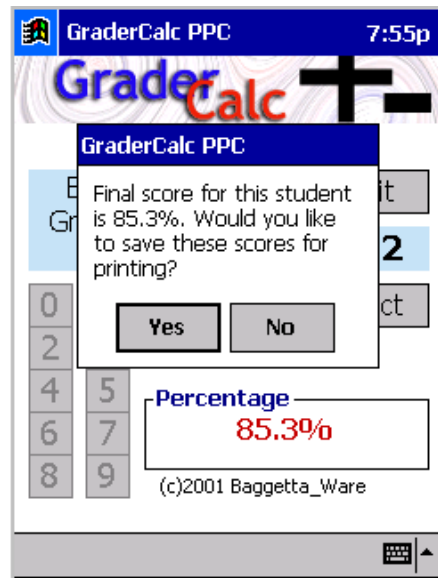 GraderCalc PPC 7:55p
Grader
Calc +-
GraderCalc PPC
Final score for this student
is 85.3%. Would you like
to save these scores for
printing?
Yes No
2
0
2
4 5
6 7
8 9
Percentage
85.3%
(c)2001 Baggetta_Ware